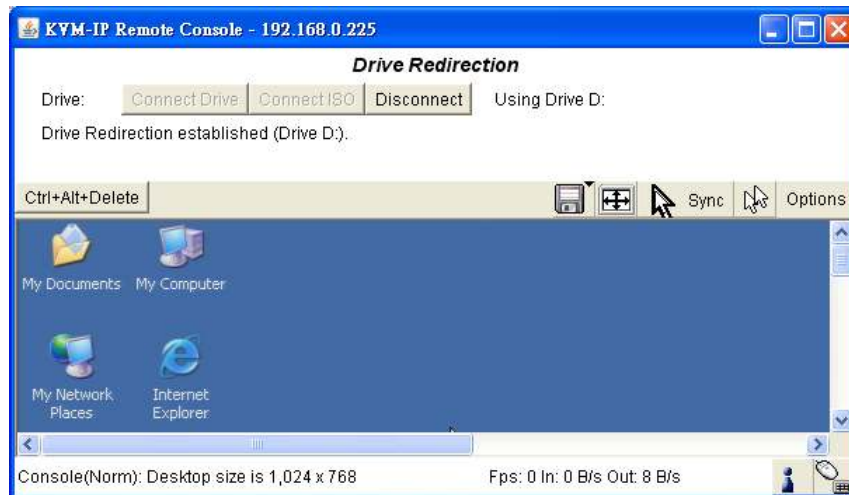 KVM-IP Remote Console - 192.168.0.225
Drive Redirection
Drive: Connect Drive Connect ISO Disconnect Using Drive D:
Drive Redirection established (Drive D:).
Ctrl+Alt+Delete Sync Options
My Documents My Computer
My Network Places Internet Explorer
Console(Norm): Desktop size is 1,024 x 768 Fps: 0 In: 0 B/s Out: 8 B/s